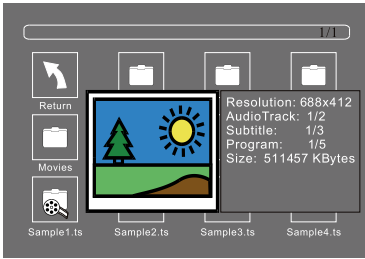 1/1
Return
Resolution: 688x412
AudioTrack: 1/2
Subtitle: 1/3
Program: 1/5
Size: 511457 KBytes
Movies
Sample1.ts
Sample2.ts
Sample3.ts
Sample4.ts